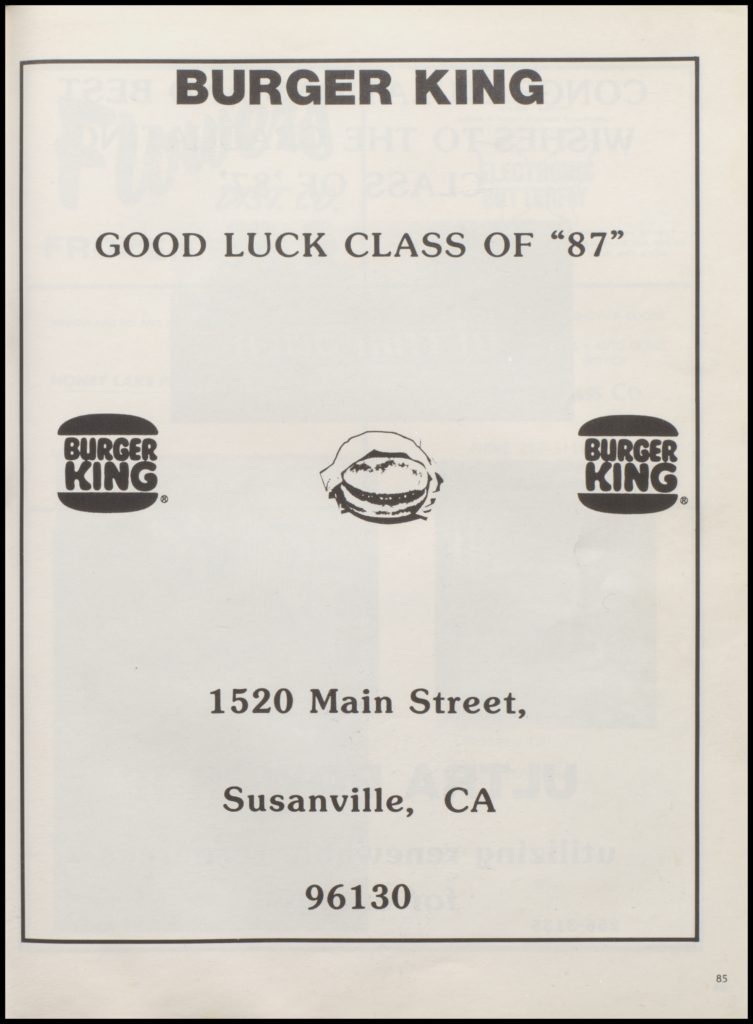 BURGER KING
GOOD LUCK CLASS OF “87”
BURGER
KING®
BURGER
KING®
1520 Main Street,
Susanville, CA
96130
85